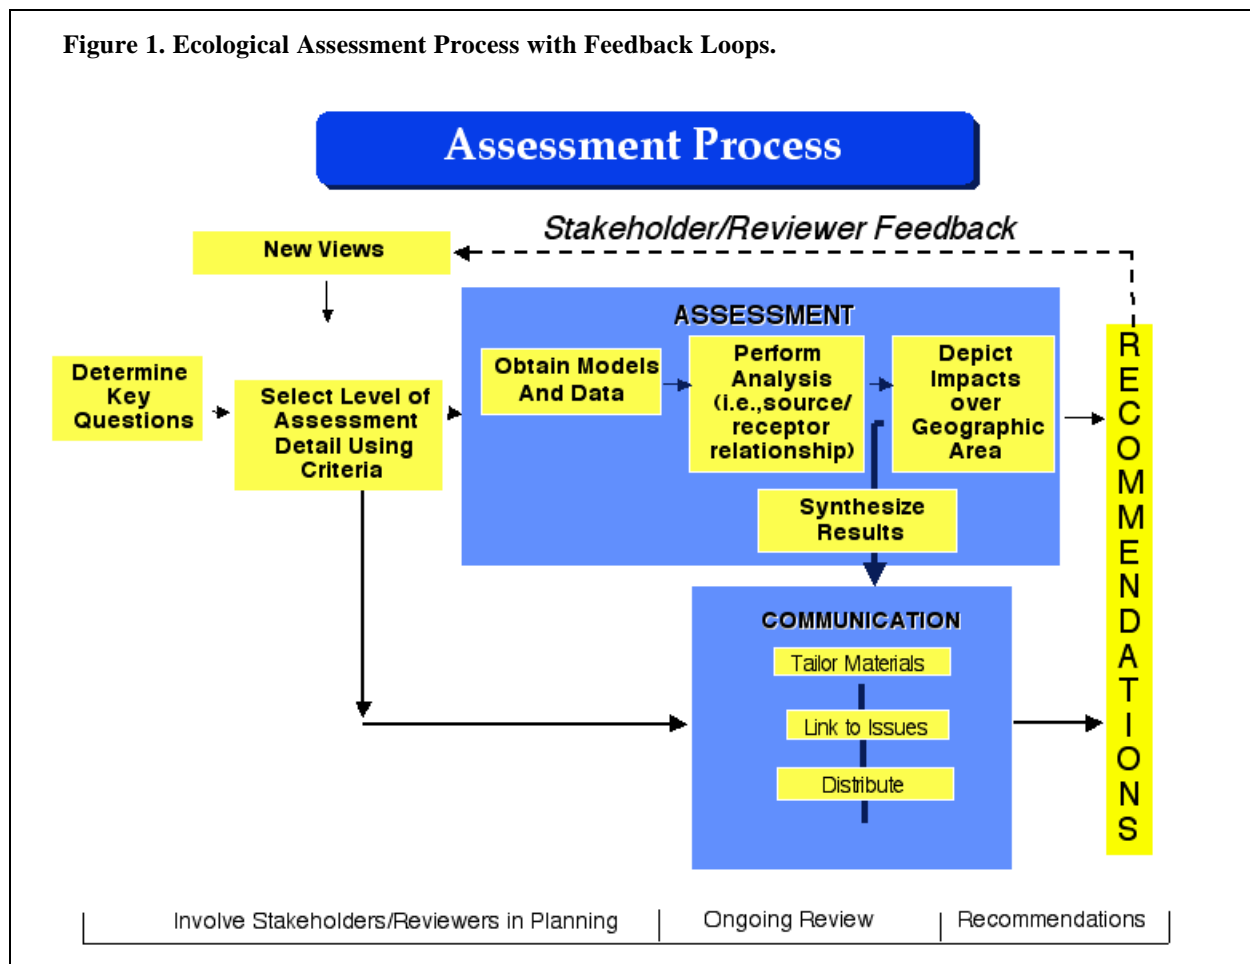 Figure 1. Ecological Assessment Process with Feedback Loops.
Assessment Process
Stakeholder/Reviewer Feedback
New Views
Determine
Key
Questions
Select Level of
Assessment
Detail Using
Criteria
ASSESSMENT
Obtain Models
And Data
Perform
Analysis
(i.e.,source/
receptor
relationship)
Depict
Impacts
over
Geographic
Area
Synthesize
Results
COMMUNICATION
Tailor Materials
Link to Issues
Distribute
RECOMMENDATIONS
Involve Stakeholders/Reviewers in Planning
Ongoing Review
Recommendations